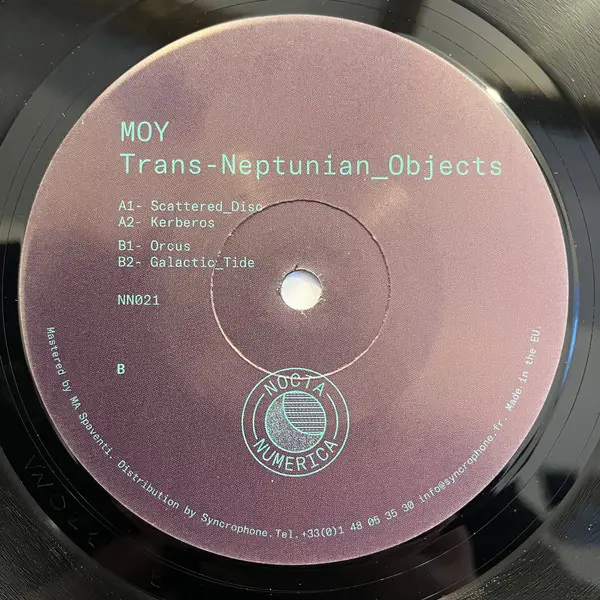 MOY
Trans-Neptunian_Objects
A1- Scattered_Disc
A2- Kerberos
B1- Orcus
B2- Galactic_Tide
NN021
B
NOCTA
NUMERICA
Mastered by MA Spaventi. Distribution by Syncrophone.Tel.+33(0)1 48 05 35 30 info@syncrophone.fr. Made in the EU.